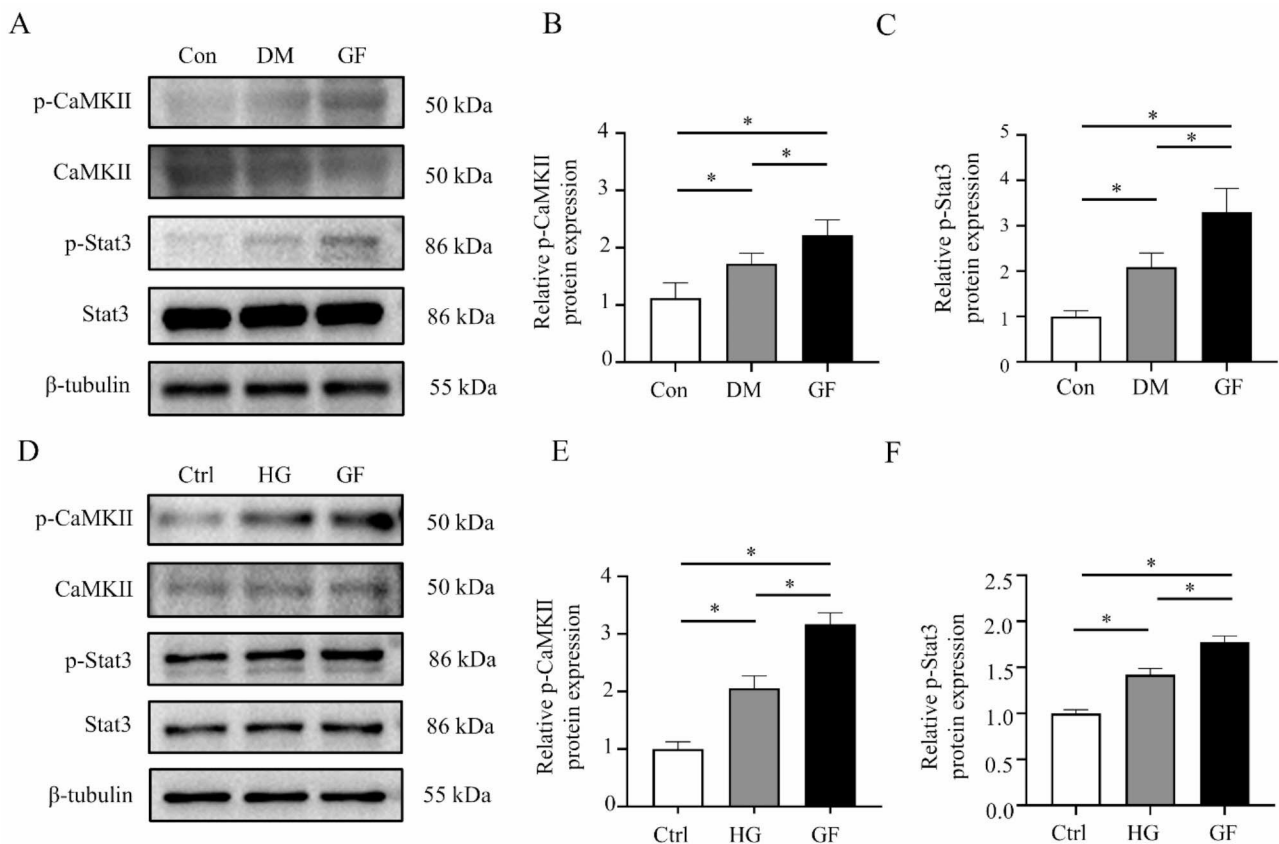 A
Con DM GF
p-CaMKII 50 kDa
CaMKII 50 kDa
p-Stat3 86 kDa
Stat3 86 kDa
β-tubulin 55 kDa
B
Relative p-CaMKII
protein expression
4
3
2
1
0
*
*
*
Con DM GF
C
Relative p-Stat3
protein expression
5
4
3
2
1
0
*
*
*
Con DM GF
D
Ctrl HG GF
p-CaMKII 50 kDa
CaMKII 50 kDa
p-Stat3 86 kDa
Stat3 86 kDa
β-tubulin 55 kDa
E
Relative p-CaMKII
protein expression
4
3
2
1
0
*
*
*
Ctrl HG GF
F
Relative p-Stat3
protein expression
2.5
2.0
1.5
1.0
0.5
0.0
*
*
*
Ctrl HG GF